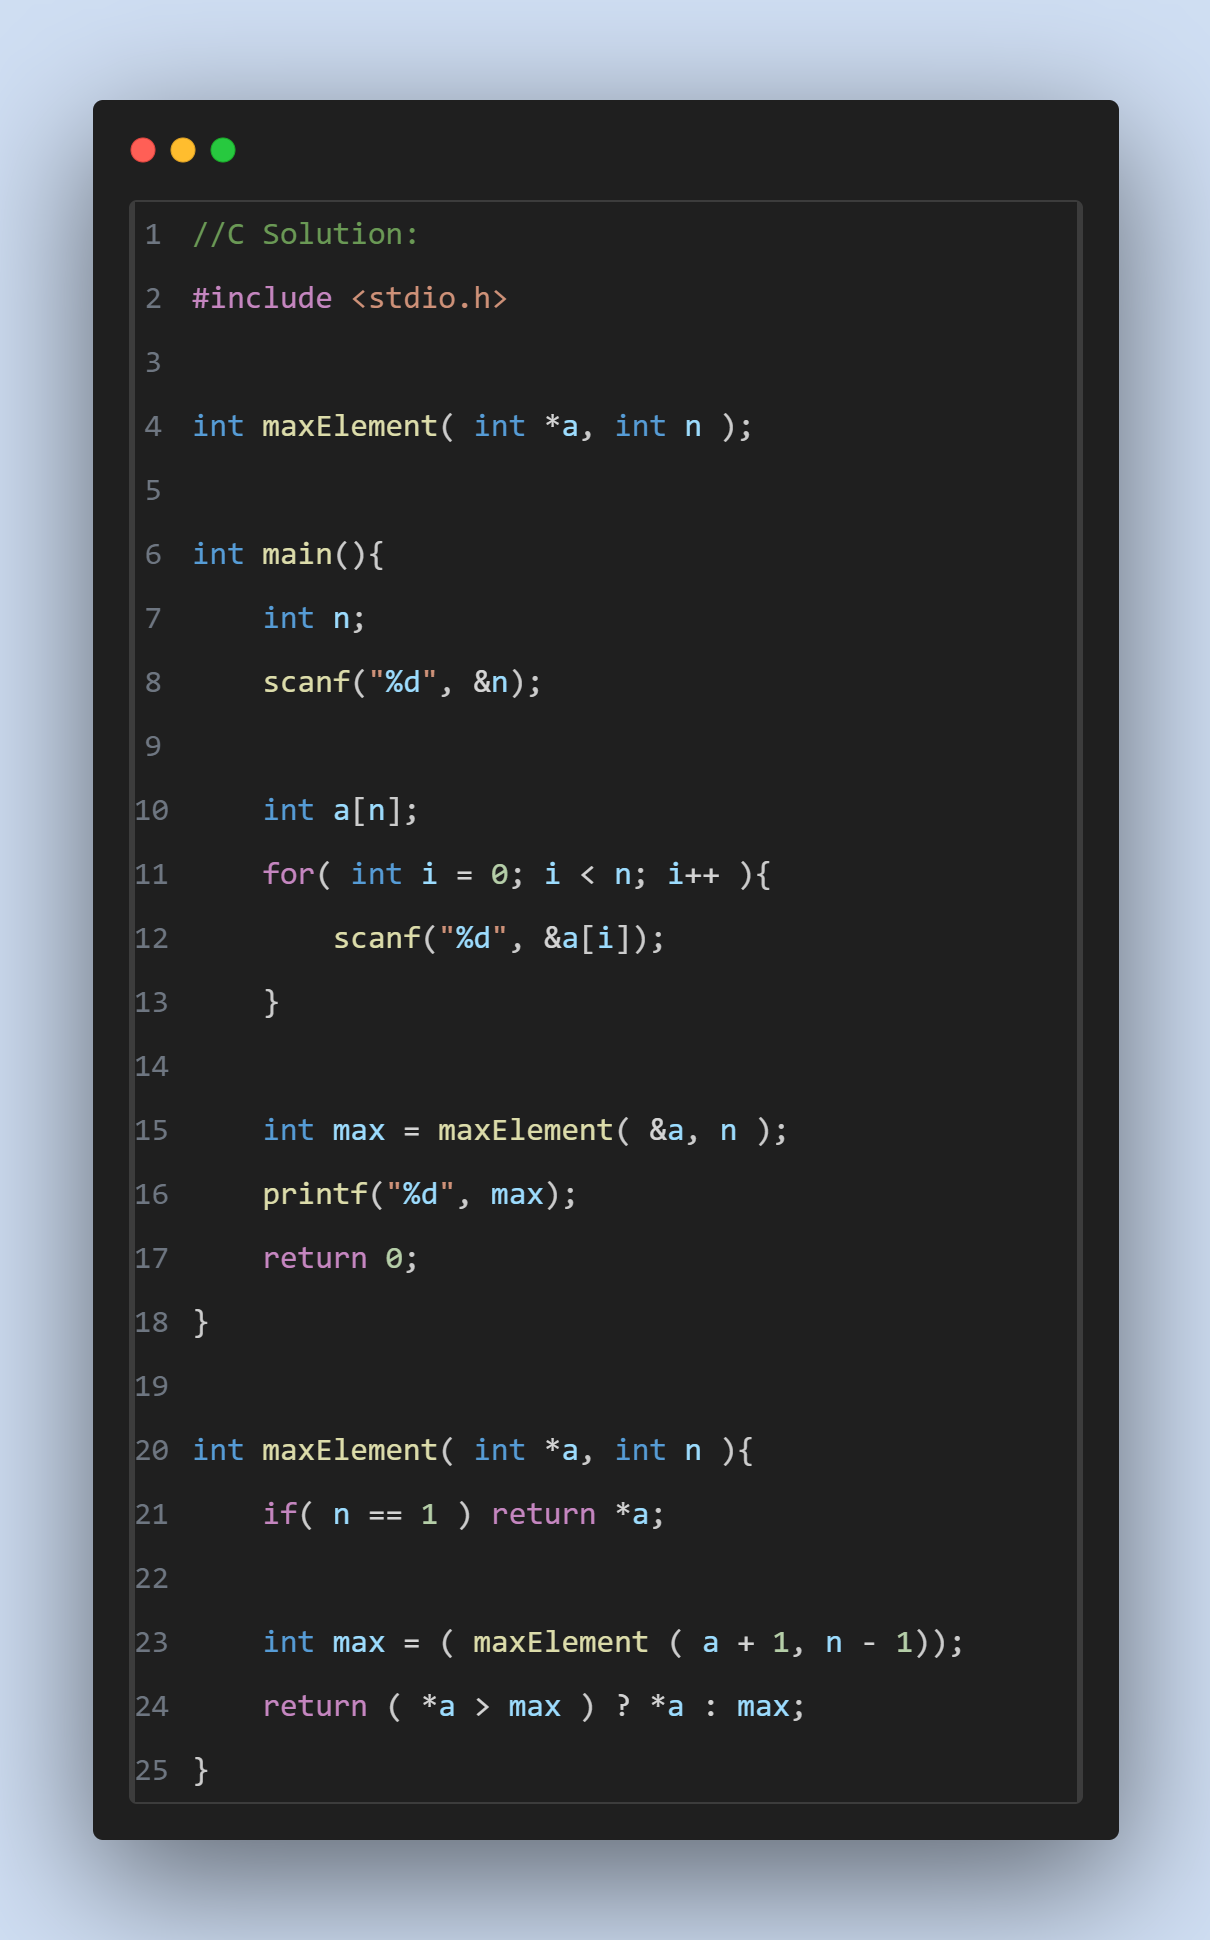 1 //C Solution:
2 #include <stdio.h>
3
4 int maxElement( int *a, int n );
5
6 int main(){
7     int n;
8     scanf("%d", &n);
9
10     int a[n];
11     for( int i = 0; i < n; i++ ){
12         scanf("%d", &a[i]);
13     }
14
15     int max = maxElement( &a, n );
16     printf("%d", max);
17     return 0;
18 }
19
20 int maxElement( int *a, int n ){
21     if( n == 1 ) return *a;
22
23     int max = ( maxElement ( a + 1, n - 1));
24     return ( *a > max ) ? *a : max;
25 }